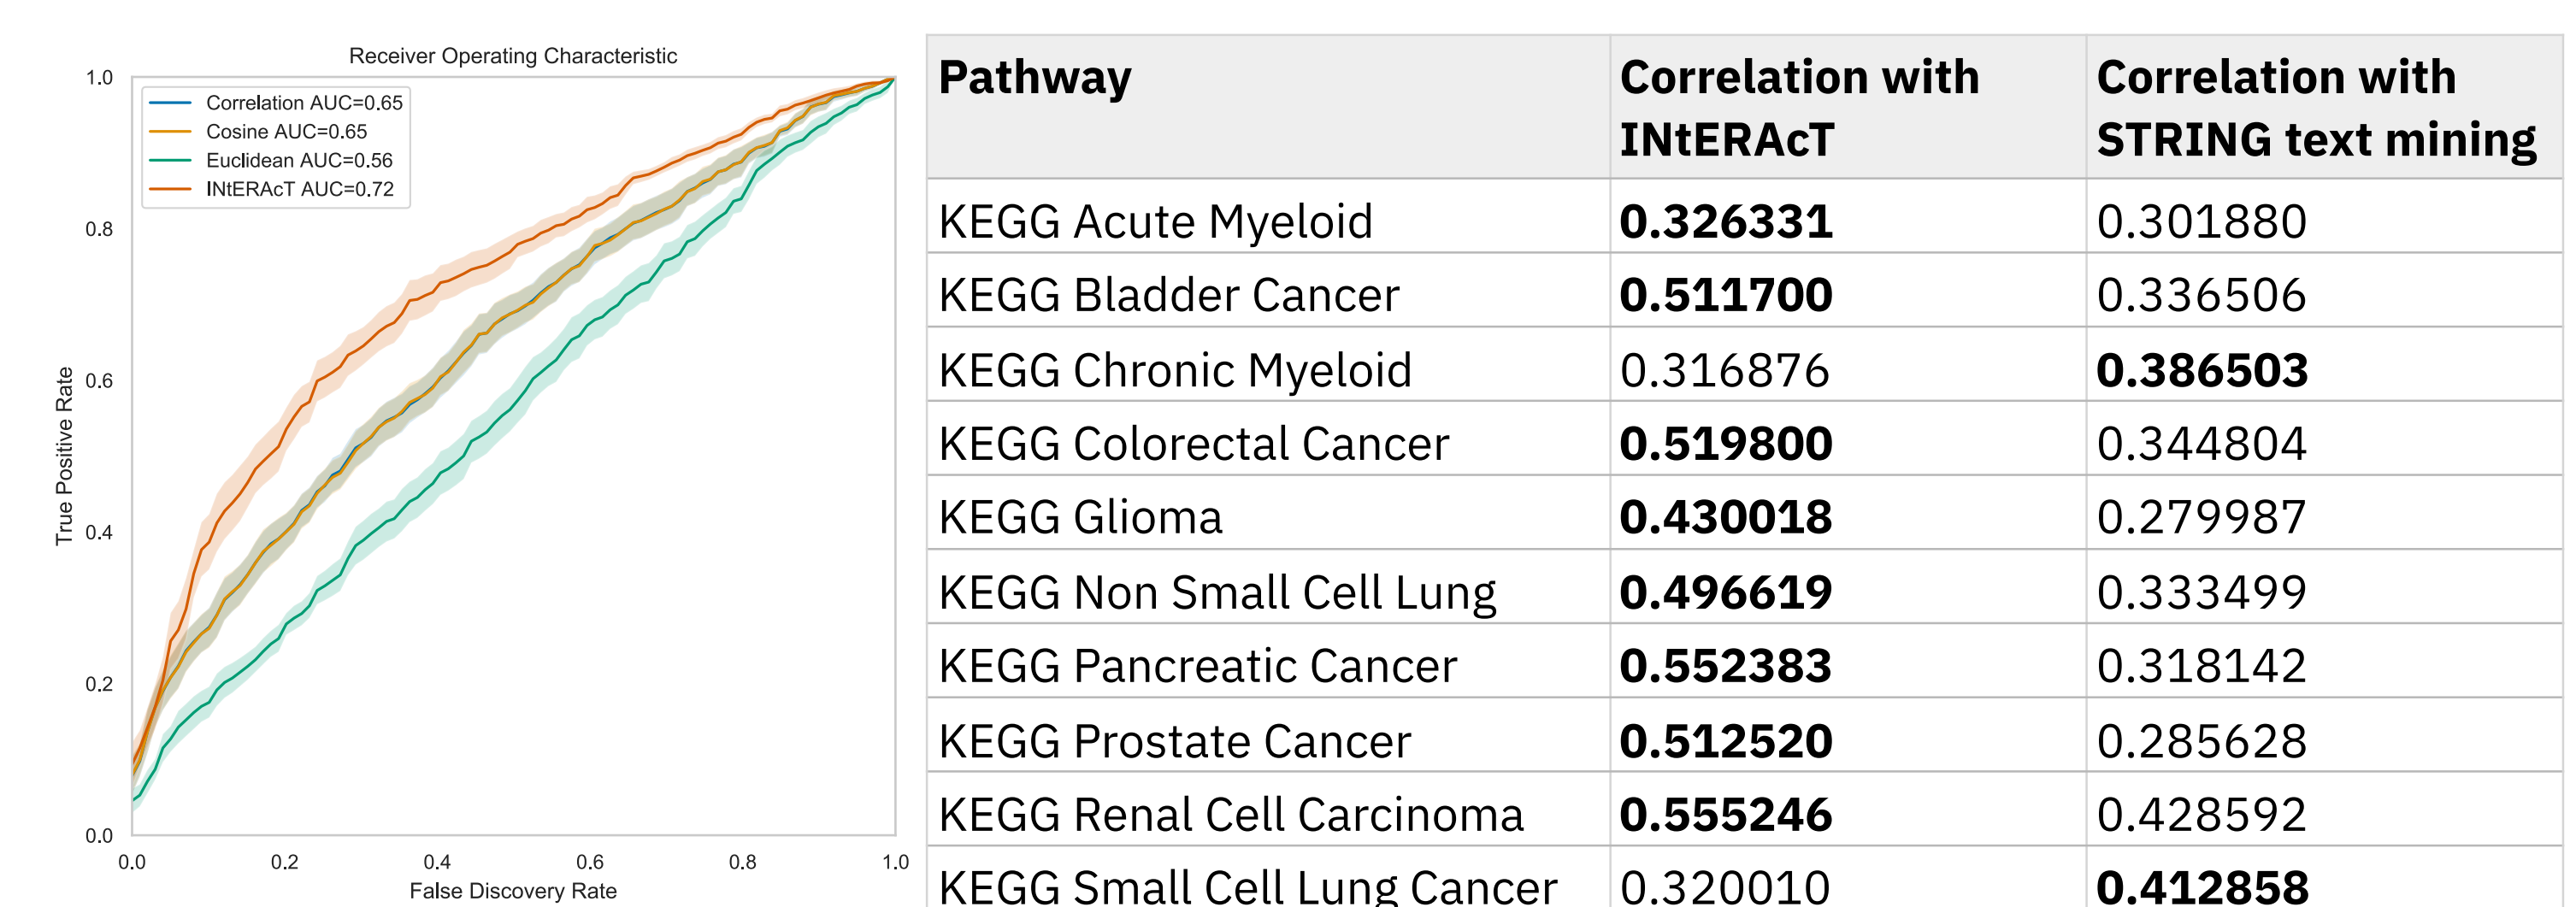 Receiver Operating Characteristic
1.0
Correlation AUC=0.65
Cosine AUC=0.65
Euclidean AUC=0.56
INtERAcT AUC=0.72
0.8
0.6
0.4
0.2
0.0
True Positive Rate
0.0 0.2 0.4 0.6 0.8 1.0
False Discovery Rate
Pathway Correlation with INtERAcT Correlation with STRING text mining
KEGG Acute Myeloid 0.326331 0.301880
KEGG Bladder Cancer 0.511700 0.336506
KEGG Chronic Myeloid 0.316876 0.386503
KEGG Colorectal Cancer 0.519800 0.344804
KEGG Glioma 0.430018 0.279987
KEGG Non Small Cell Lung 0.496619 0.333499
KEGG Pancreatic Cancer 0.552383 0.318142
KEGG Prostate Cancer 0.512520 0.285628
KEGG Renal Cell Carcinoma 0.555246 0.428592
KEGG Small Cell Lung Cancer 0.320010 0.412858